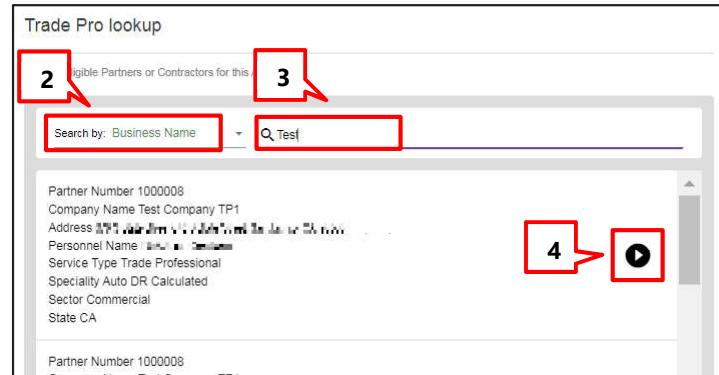 Trade Pro lookup
ligible Partners or Contractors for this
2
3
Search by: Business Name
Test
Partner Number 1000008
Company Name Test Company TP1
Address
Personnel Name
Service Type Trade Professional
Speciality Auto DR Calculated
Sector Commercial
State CA
4
Partner Number 1000008